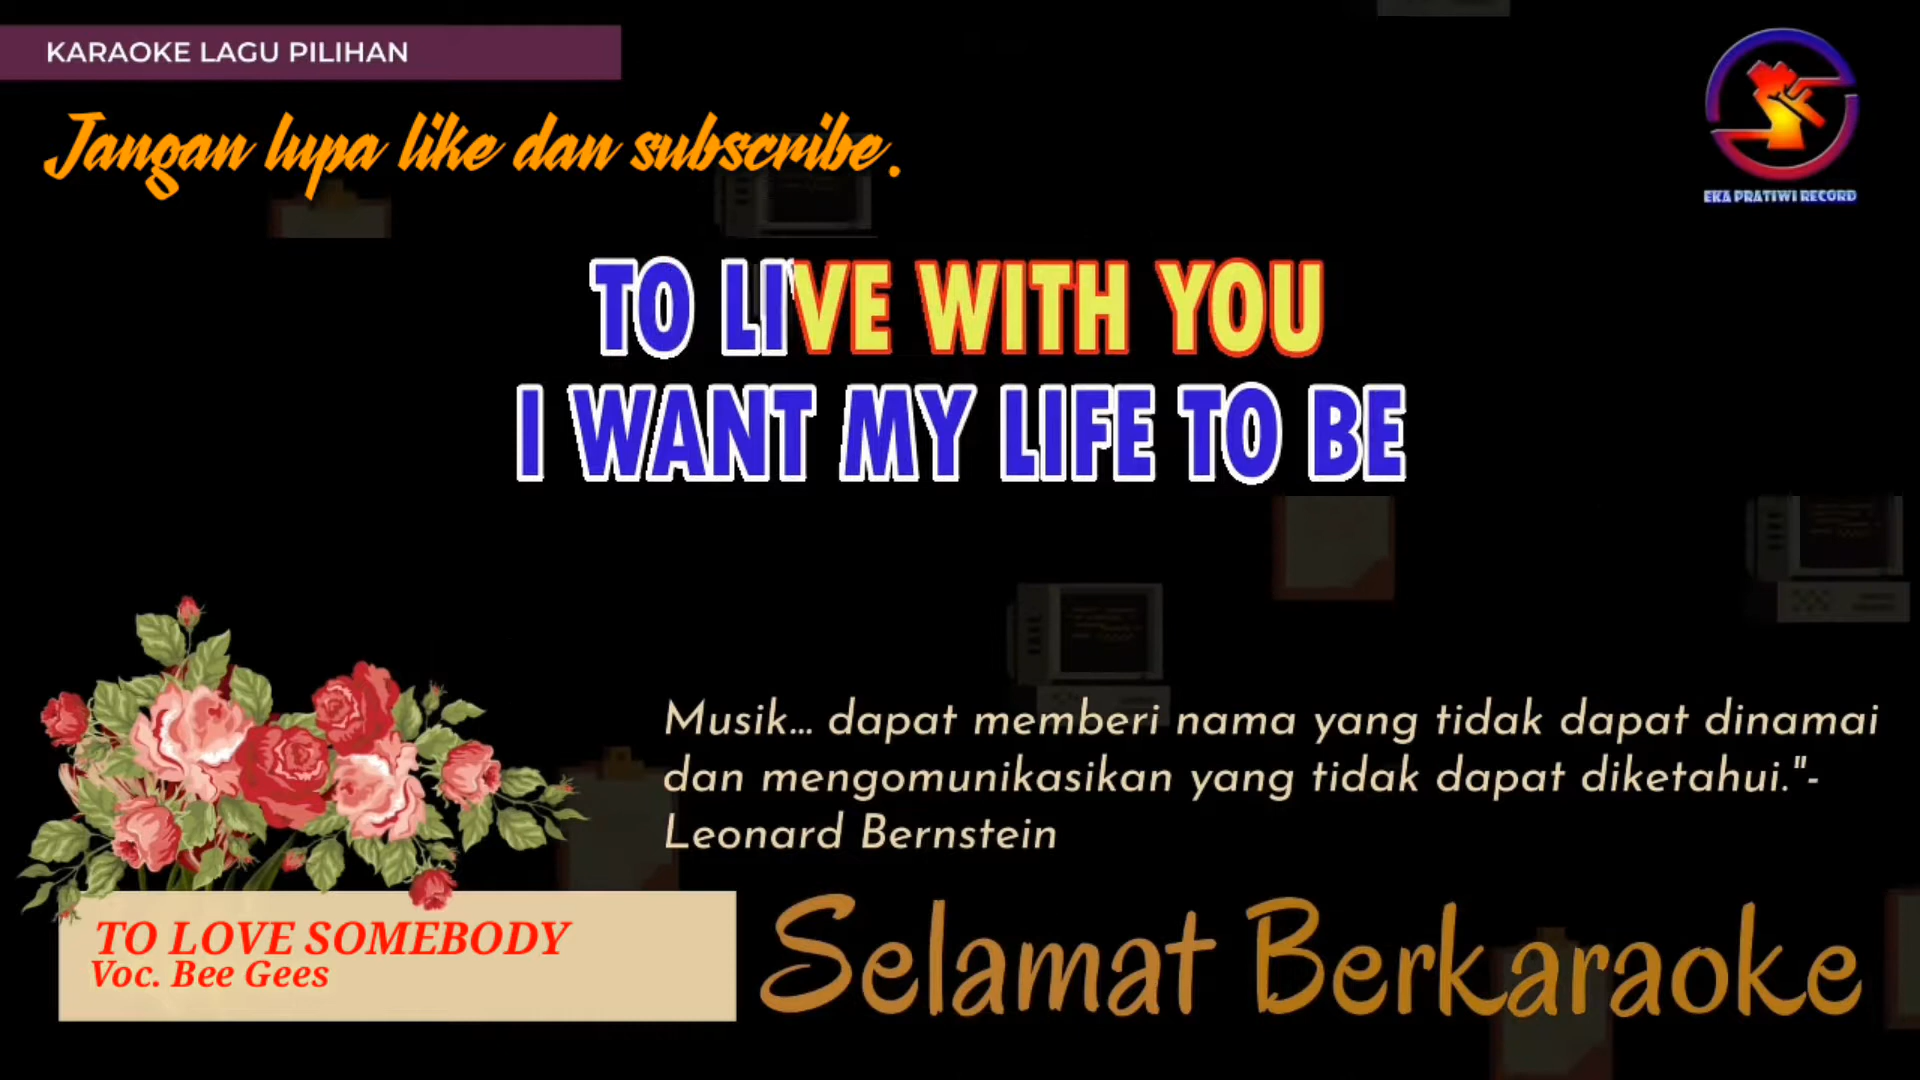 KARAOKE LAGU PILIHAN
Jangan lupa like dan subscribe.
EKA PRATIWI RECORD
TO LIVE WITH YOU
I WANT MY LIFE TO BE
Musik... dapat memberi nama yang tidak dapat dinamai
dan mengomunikasikan yang tidak dapat diketahui."-
Leonard Bernstein
TO LOVE SOMEBODY
Voc. Bee Gees
Selamat Berkaraoke